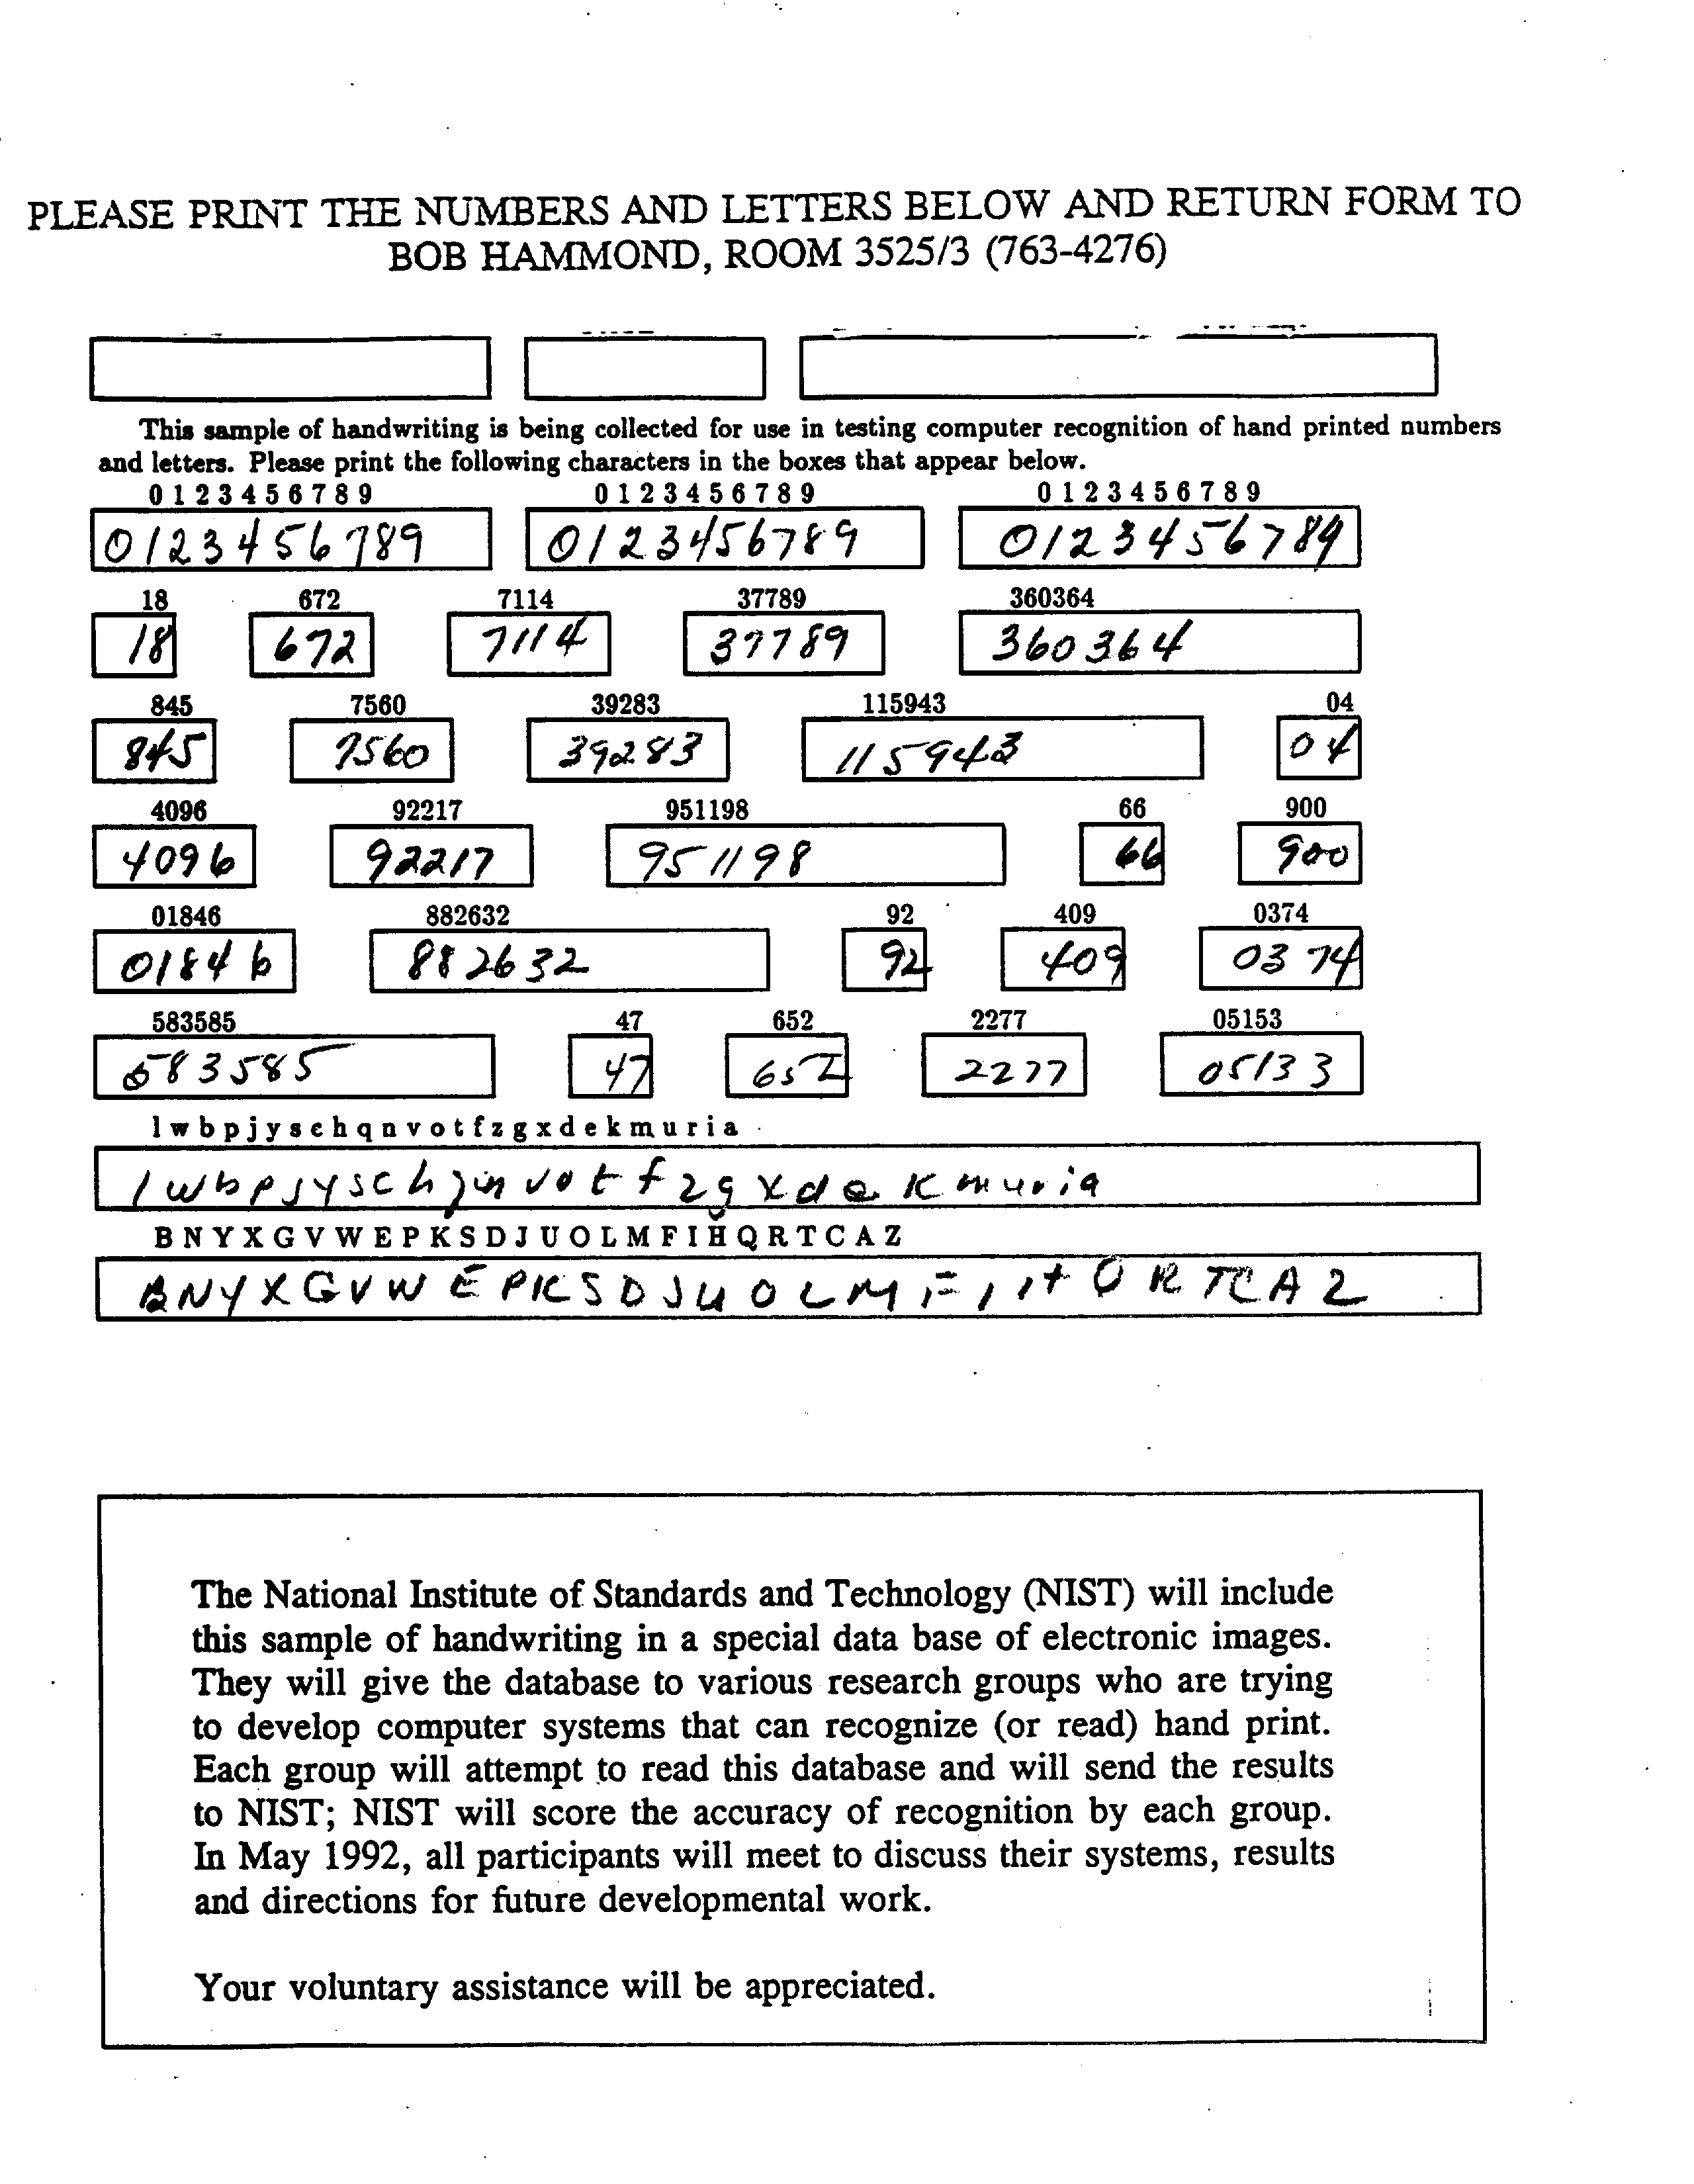 PLEASE PRINT THE NUMBERS AND LETTERS BELOW AND RETURN FORM TO
BOB HAMMOND, ROOM 3525/3 (763-4276)
This sample of handwriting is being collected for use in testing computer recognition of hand printed numbers
and letters. Please print the following characters in the boxes that appear below.
0 1 2 3 4 5 6 7 8 9 0 1 2 3 4 5 6 7 8 9 0 1 2 3 4 5 6 7 8 9
0123456789 0123456789 0123456789
18 672 7114 37789 360364
18 672 7114 37789 360364
845 7560 39283 115943 04
845 7560 39283 115943 04
4096 92217 951198 66 900
4096 92217 951198 66 900
01846 882632 92 409 0374
01846 882632 92 409 0374
583585 47 652 2277 05153
583585 47 652 2277 05133
l w b p j y s c h q n v o t f z g x d e k m u r i a
l w b p j y s c h q n v o t f z g x d e k m u r i a
B N Y X G V W E P K S D J U O L M F I H Q R T C A Z
B N Y X G V W E P K S D J U O L M F I H O R T C A Z
The National Institute of Standards and Technology (NIST) will include
this sample of handwriting in a special data base of electronic images.
They will give the database to various research groups who are trying
to develop computer systems that can recognize (or read) hand print.
Each group will attempt to read this database and will send the results
to NIST; NIST will score the accuracy of recognition by each group.
In May 1992, all participants will meet to discuss their systems, results
and directions for future developmental work.
Your voluntary assistance will be appreciated.